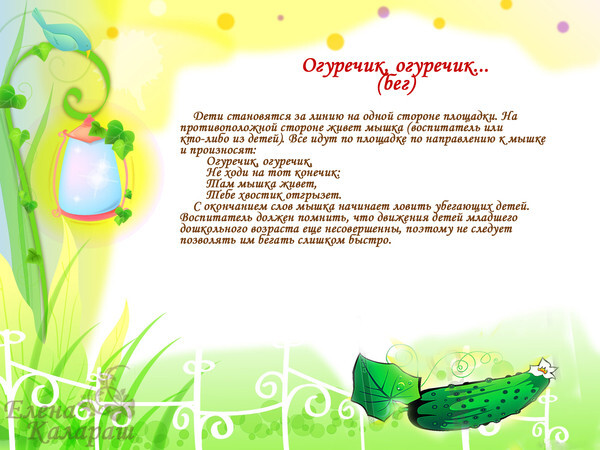 Огуречик, огуречик...
(бег)
Дети становятся за линию на одной стороне площадки. На
противоположной стороне живет мышка (воспитатель или
кто-либо из детей). Все идут по площадке по направлению к мышке
и произносят:
Огуречик, огуречик,
Не ходи на тот конечик:
Там мышка живет,
Тебе хвостик отгрызет.
С окончанием слов мышка начинает ловить убегающих детей.
Воспитатель должен помнить, что движения детей младшего
дошкольного возраста еще несовершенны, поэтому не следует
позволять им бегать слишком быстро.
Елена
Калараш